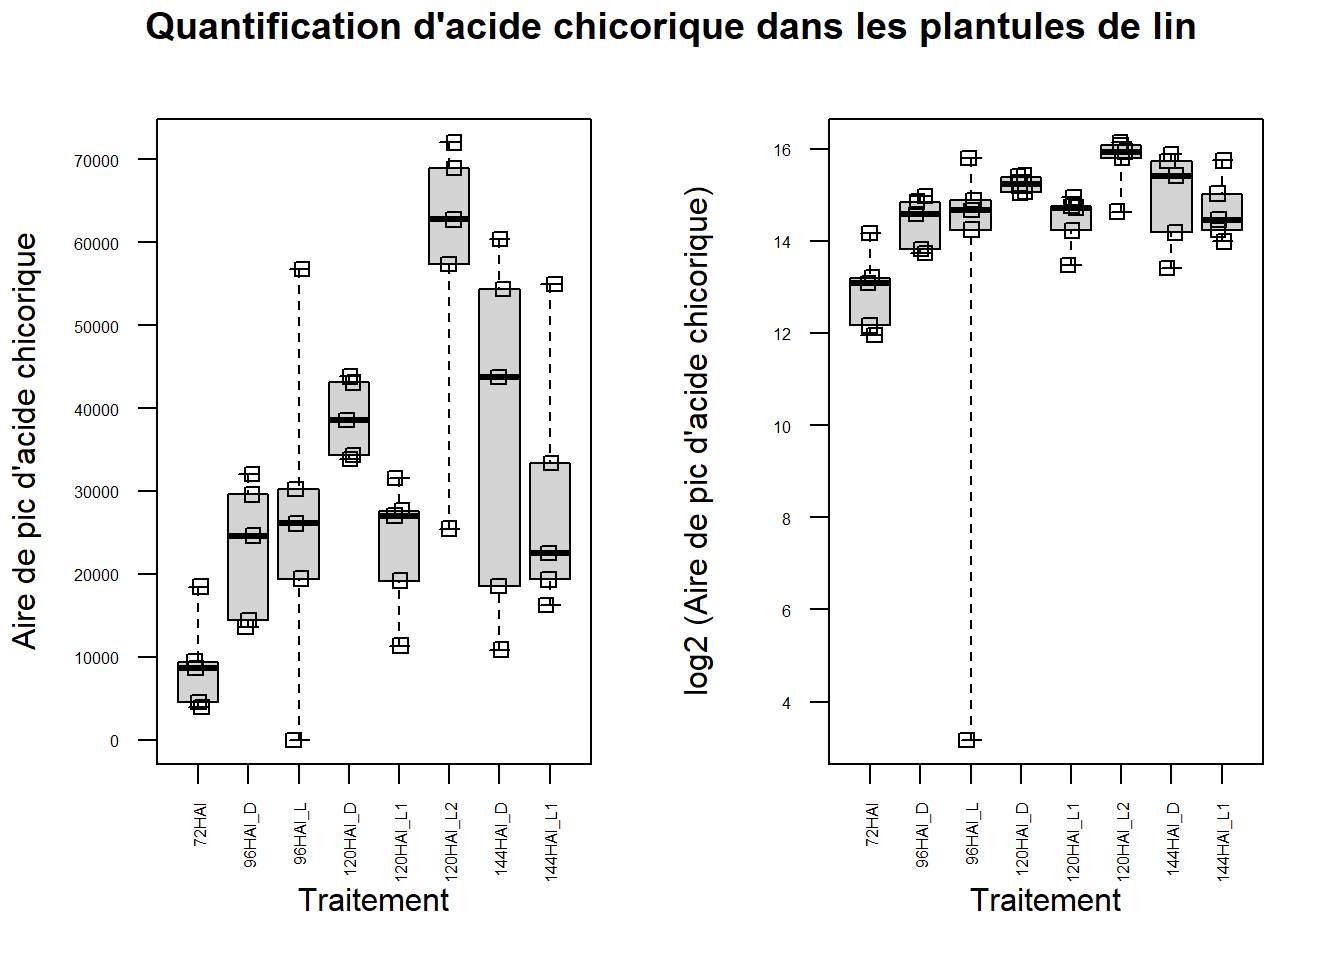 Quantification d'acide chicorique dans les plantules de lin
Aire de pic d'acide chicorique
70000
60000
50000
40000
30000
20000
10000
0
72HAI
96HAI_D
96HAI_L
120HAI_D
120HAI_L1
120HAI_L2
144HAI_D
144HAI_L1
Traitement
log2 (Aire de pic d'acide chicorique)
16
14
12
10
8
6
4
72HAI
96HAI_D
96HAI_L
120HAI_D
120HAI_L1
120HAI_L2
144HAI_D
144HAI_L1
Traitement